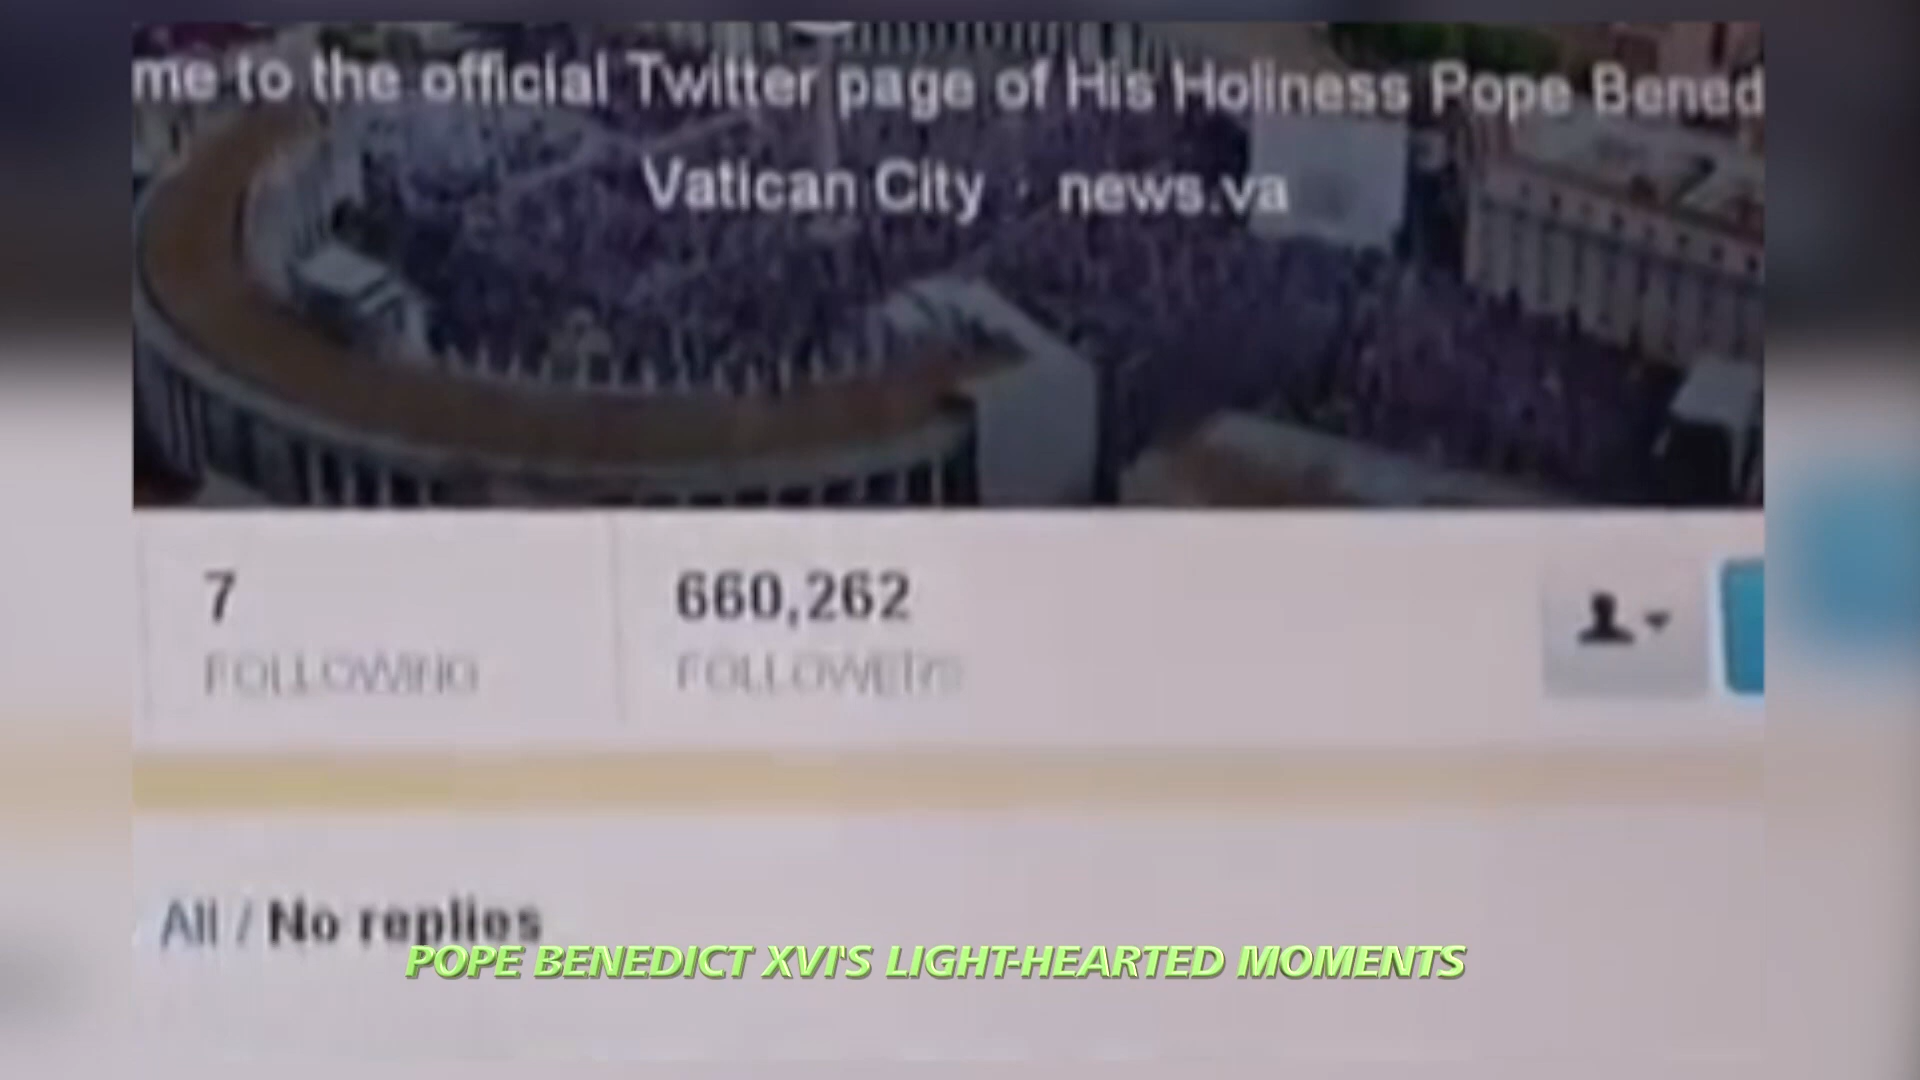 me to the official Twitter page of His Holiness Pope Bened
Vatican City · news.va
7
660,262
FOLLOWING
FOLLOWERS
All / No replies
POPE BENEDICT XVI'S LIGHT-HEARTED MOMENTS